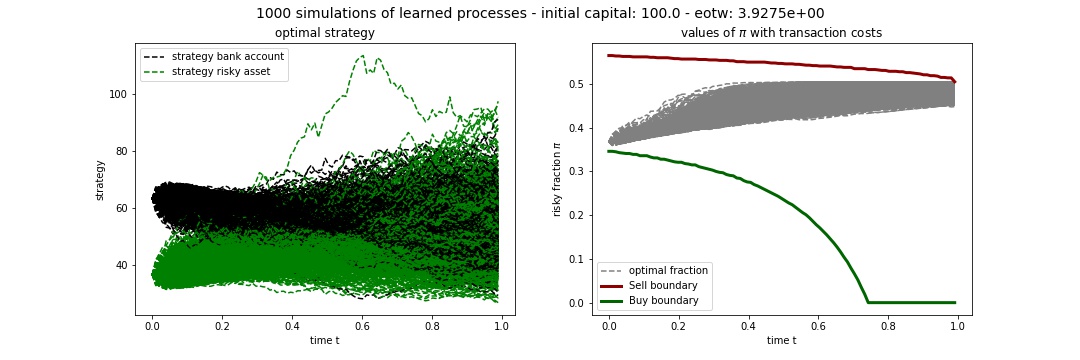 1000 simulations of learned processes - initial capital: 100.0 - eotw: 3.9275e+00
optimal strategy
strategy bank account
strategy risky asset
strategy
100
80
60
40
0.0 0.2 0.4 0.6 0.8 1.0
time t
values of π with transaction costs
risky fraction π
0.5
0.4
0.3
0.2
0.1
0.0
optimal fraction
Sell boundary
Buy boundary
0.0 0.2 0.4 0.6 0.8 1.0
time t